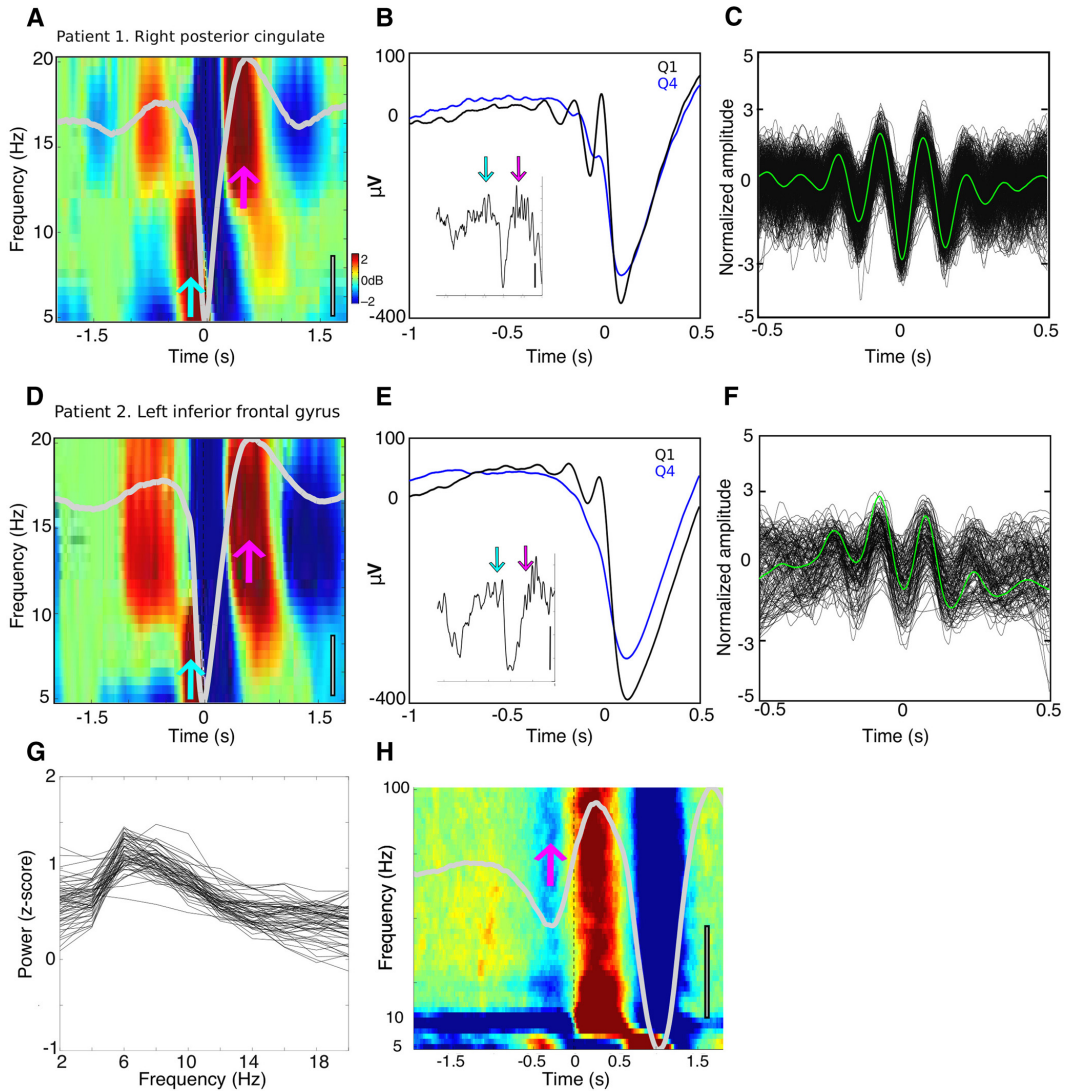 A
Patient 1. Right posterior cingulate
20
15
10
5
Frequency (Hz)
-1.5
0
1.5
Time (s)
2
0dB
-2
B
100
0
-400
µV
Q1
Q4
-1
-0.5
0
0.5
Time (s)
C
5
3
0
-3
-5
Normalized amplitude
-0.5
0
0.5
Time (s)
D
Patient 2. Left inferior frontal gyrus
20
15
10
5
Frequency (Hz)
-1.5
0
1.5
Time (s)
E
100
0
-400
µV
Q1
Q4
-1
-0.5
0
0.5
Time (s)
F
5
3
0
-3
-5
Normalized amplitude
-0.5
0
0.5
Time (s)
G
2
1
0
-1
Power (z-score)
2
6
10
14
18
Frequency (Hz)
H
100
10
5
Frequency (Hz)
-1.5
0
0.5
1.5
Time (s)